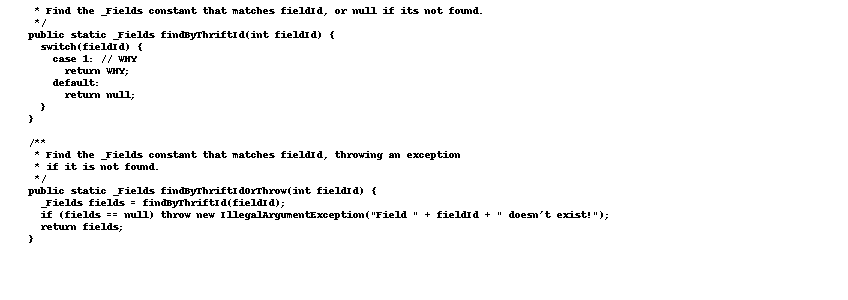 * Find the _Fields constant that matches fieldId, or null if its not found.
*/
public static _Fields findByThriftId(int fieldId) {
switch(fieldId) {
case 1: // WHY
return WHY;
default:
return null;
}
}
/**
* Find the _Fields constant that matches fieldId, throwing an exception
* if it is not found.
*/
public static _Fields findByThriftIdOrThrow(int fieldId) {
_Fields fields = findByThriftId(fieldId);
if (fields == null) throw new IllegalArgumentException("Field " + fieldId + " doesn't exist!");
return fields;
}